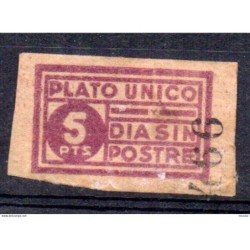 PLATO UNICO
Y
5
PTS
DIA SIN
POSTRE